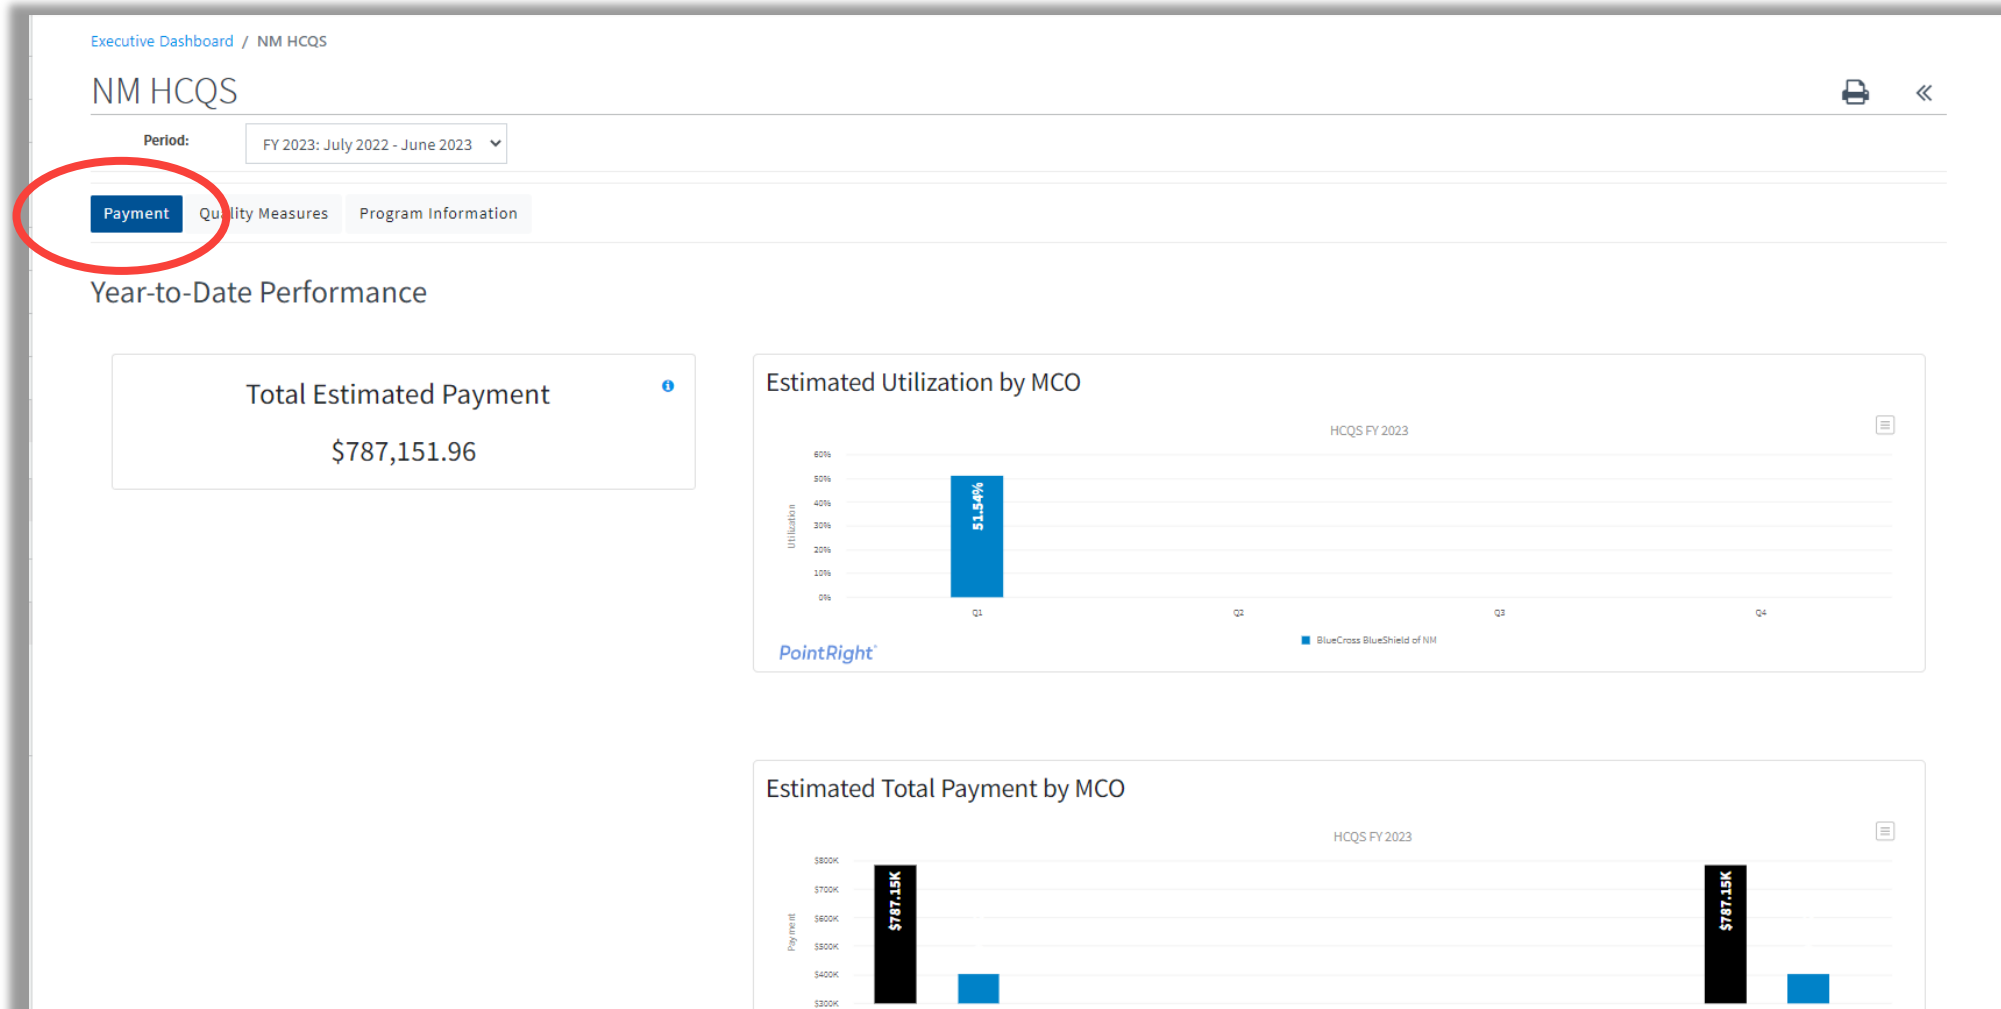 Executive Dashboard / NM HCQS
NM HCQS
Period: FY 2023: July 2022 - June 2023
Payment Quality Measures Program Information
Year-to-Date Performance
Total Estimated Payment
$787,151.96
Estimated Utilization by MCO
HCQS FY 2023
60%
50%
40%
30%
20%
10%
0%
Utilization
51.54%
Q1 Q2 Q3 Q4
BlueCross BlueShield of NM
PointRight
Estimated Total Payment by MCO
HCQS FY 2023
$800K
$700K
$600K
$500K
$400K
$300K
Payment
$787.15K
$787.15K